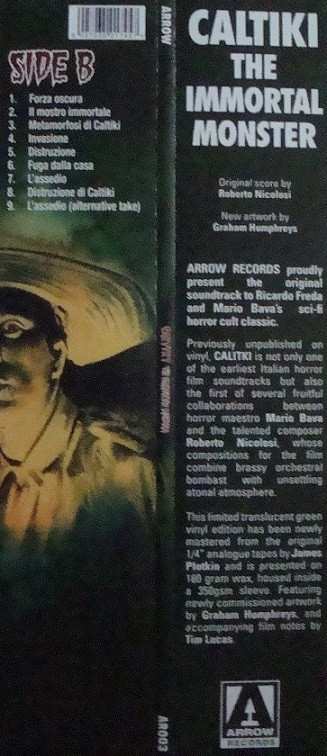 SIDE B
1. Forza oscura
2. Il mostro immortale
3. Metamorfosi di Caltiki
4. Invasione
5. Distruzione
6. Fuga dalla casa
7. L'assedio
8. Distruzione di Caltiki
9. L'assedio (alternative take)
ARROW
CALTIKI THE IMMORTAL MONSTER
AR003
CALTIKI
THE
IMMORTAL
MONSTER
Original score by
Roberto Nicolosi
New artwork by
Graham Humphreys
ARROW RECORDS proudly
present the original
soundtrack to Ricardo Freda
and Mario Bava's sci-fi
horror cult classic.
Previously unpublished on
vinyl, CALTIKI is not only one
of the earliest Italian horror
film soundtracks but also
the first of several fruitful
collaborations between
horror maestro Mario Bava
and the talented composer
Roberto Nicolosi, whose
compositions for the film
combine brassy orchestral
bombast with unsettling
atonal atmosphere.
This limited translucent green
vinyl edition has been newly
mastered from the original
1/4" analogue tapes by James
Plotkin and is presented on
180 gram wax, housed inside
a 350gsm sleeve. Featuring
newly commissioned artwork
by Graham Humphreys, and
accompanying film notes by
Tim Lucas.
ARROW
RECORDS